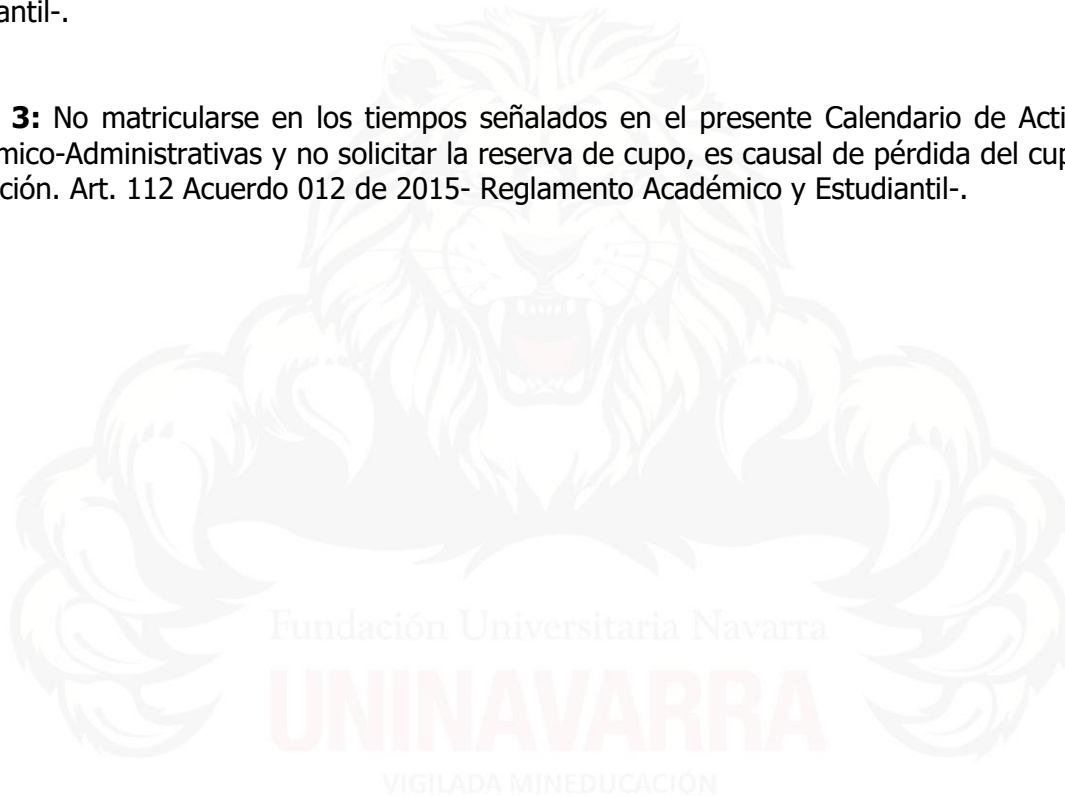 antil-.
3: No matricularse en los tiempos señalados en el presente Calendario de Acti
mico-Administrativas y no solicitar la reserva de cupo, es causal de pérdida del cup
ción. Art. 112 Acuerdo 012 de 2015- Reglamento Académico y Estudiantil-.
Fundación Universitaria Navarra
UNINAVARRA
VIGILADA MINEDUCACIÓN